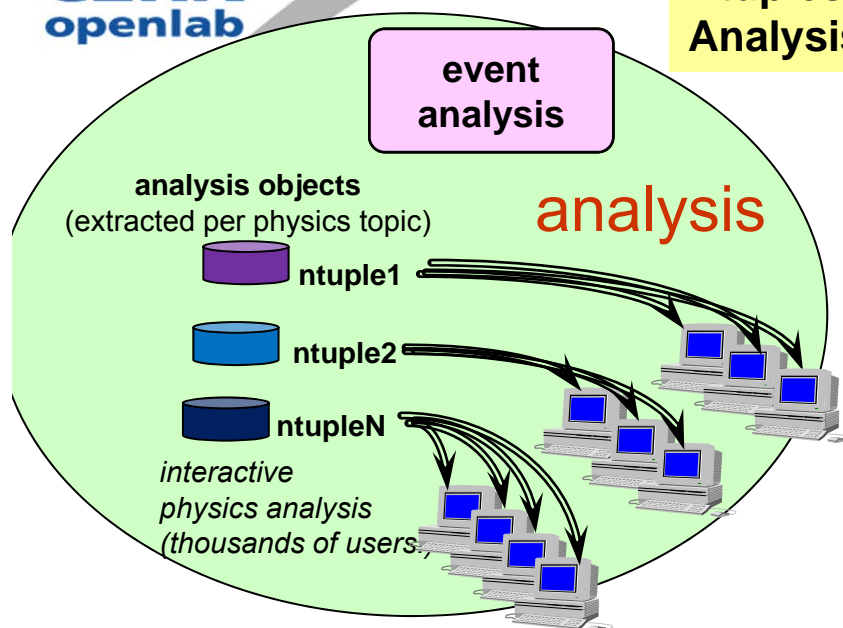 openlab
Analysis
event
analysis
analysis objects
(extracted per physics topic)
analysis
ntuple1
ntuple2
ntupleN
interactive
physics analysis
(thousands of users